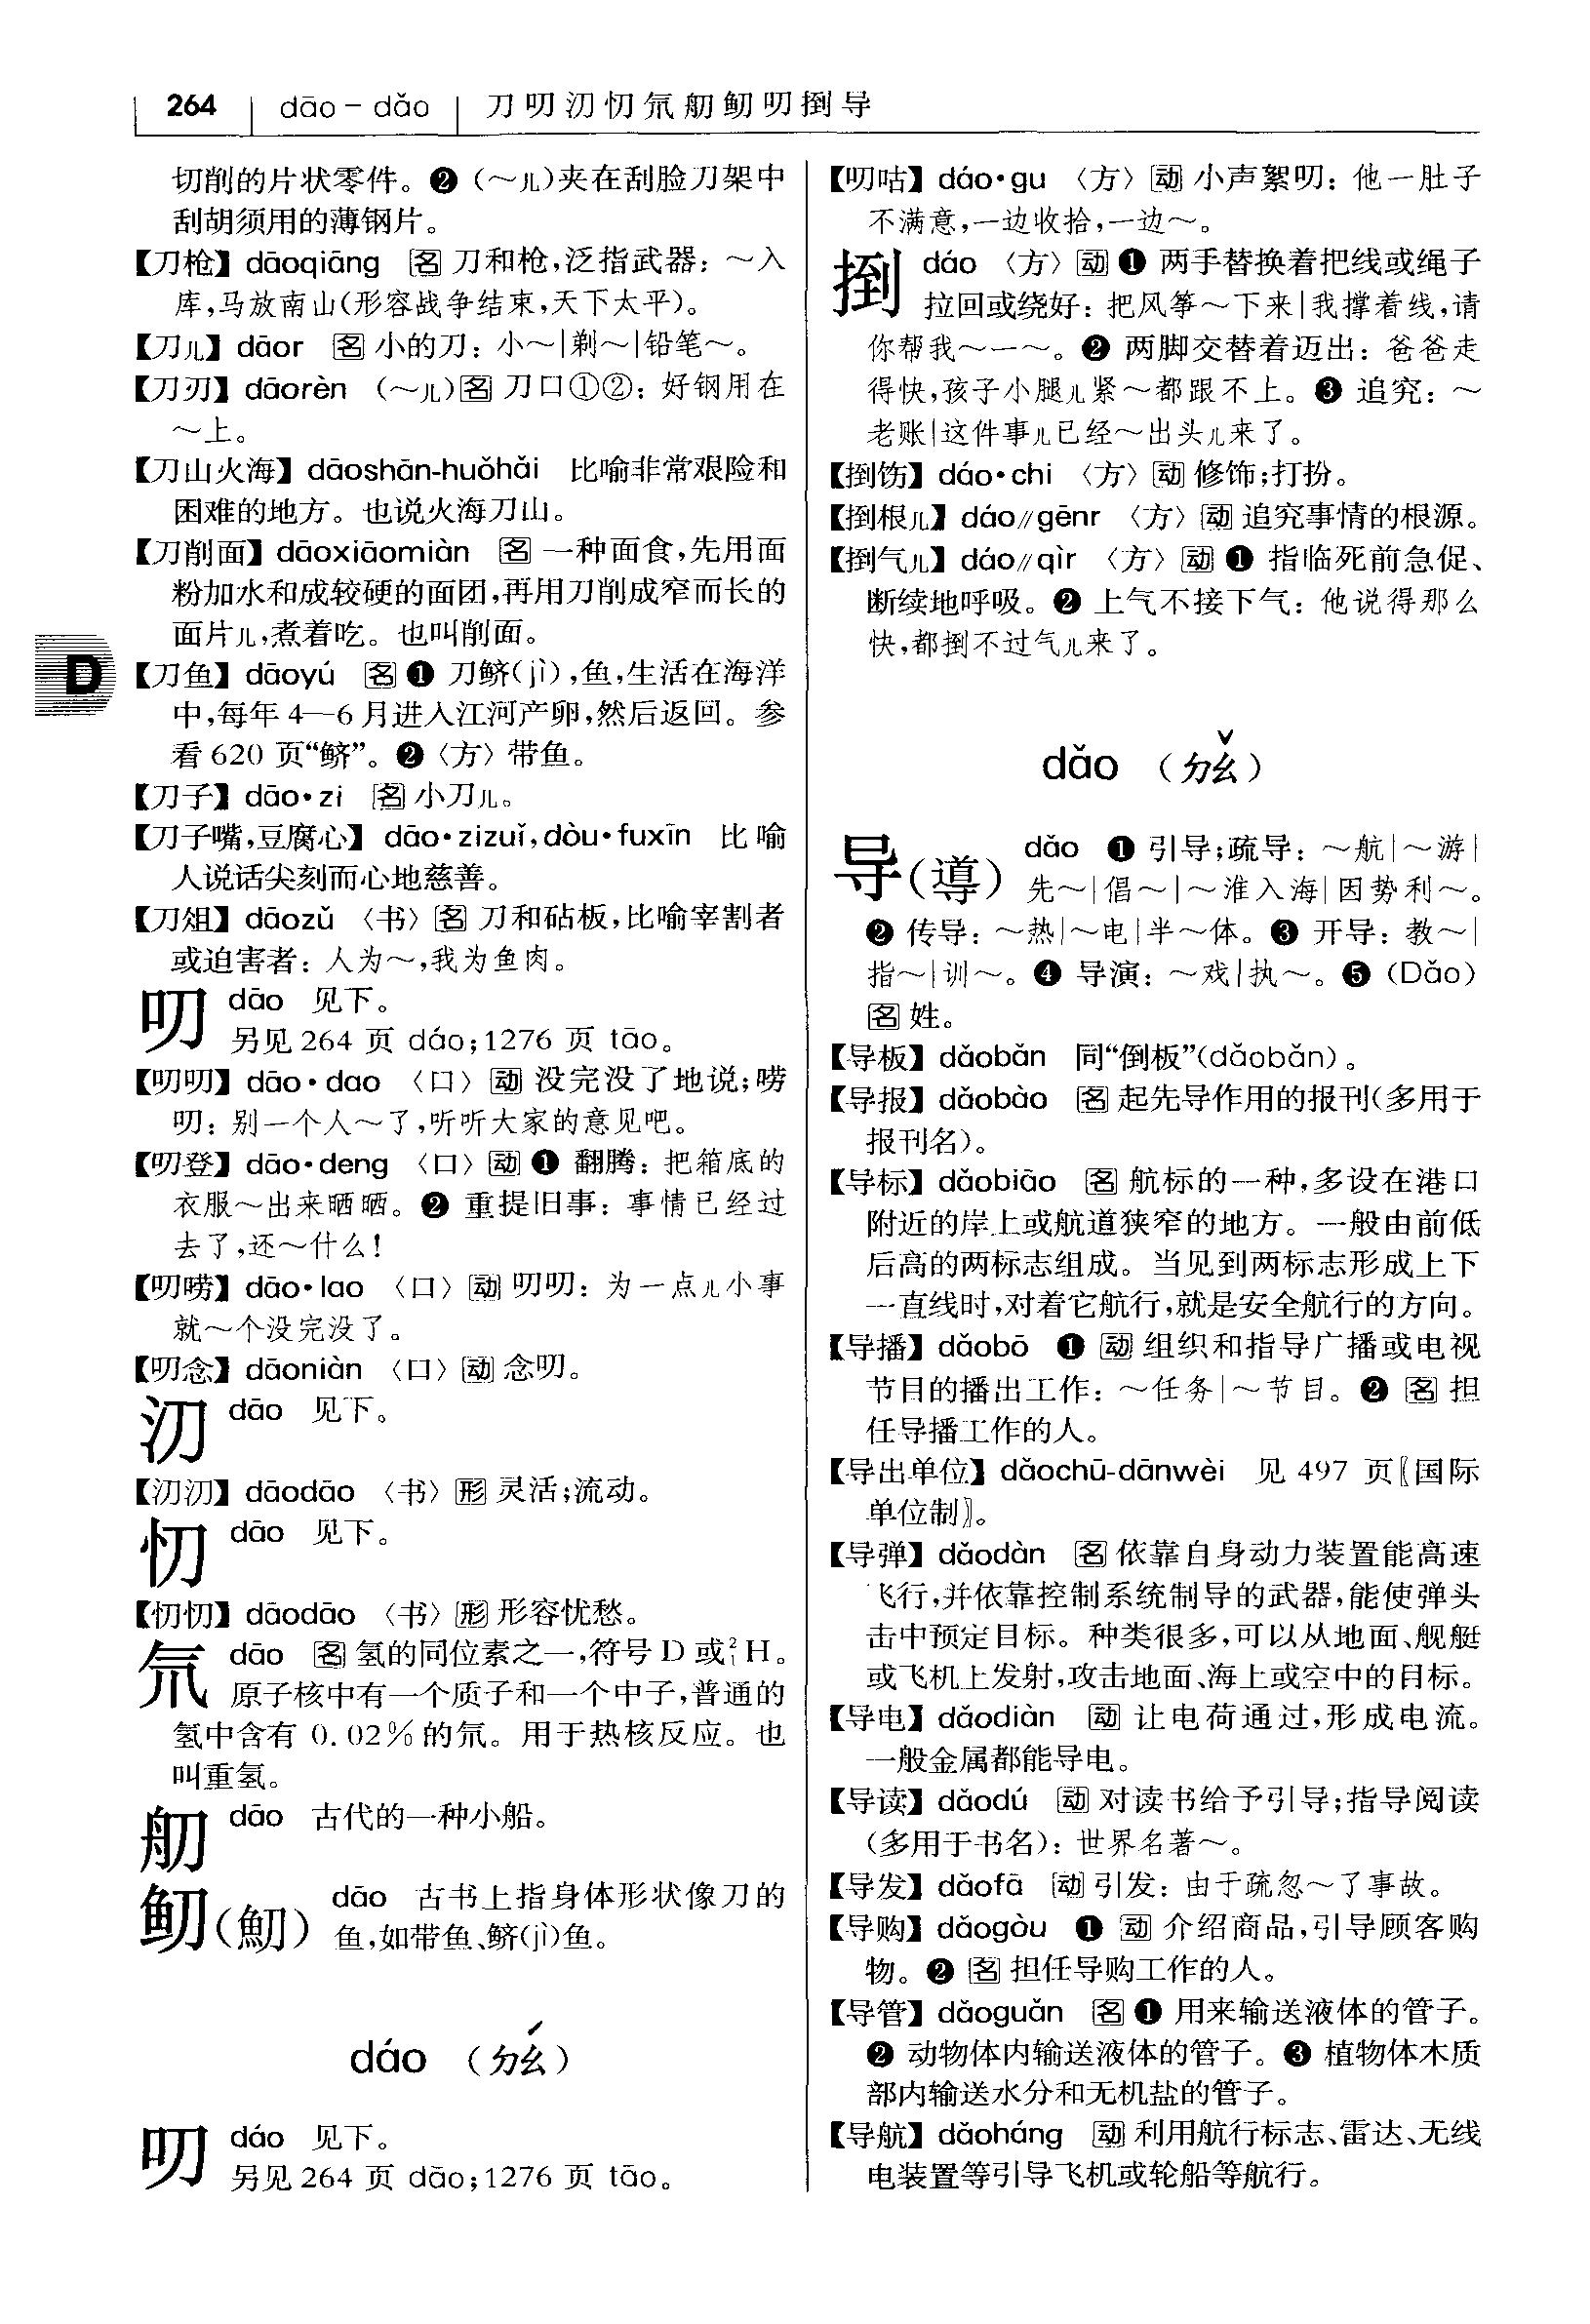 264 dāo－dǎo 刀叨氻忉氘舠鱽叨捯导
切削的片状零件。❷（～儿）夹在刮脸刀架中
刮胡须用的薄钢片。
【刀枪】dāoqiāng 名 刀和枪，泛指武器：～入
库，马放南山（形容战争结束，天下太平）。
【刀儿】dāor 名 小的刀：小～｜剃～｜铅笔～。
【刀刃】dāorèn （～儿）名 刀口①②：好钢用在
～上。
【刀山火海】dāoshān-huǒhǎi 比喻非常艰险和
困难的地方。也说火海刀山。
【刀削面】dāoxiāomiàn 名 一种面食，先用面
粉加水和成较硬的面团，再用刀削成窄而长的
面片儿，煮着吃。也叫削面。
D
【刀鱼】dāoyú 名 ❶ 刀鲚（jì），鱼，生活在海洋
中，每年 4—6 月进入江河产卵，然后返回。参
看 620 页“鲚”。❷〈方〉带鱼。
【刀子】dāo•zi 名 小刀儿。
【刀子嘴，豆腐心】dāo•zizuǐ，dòu•fuxīn 比喻
人说话尖刻而心地慈善。
【刀俎】dāozǔ 〈书〉名 刀和砧板，比喻宰割者
或迫害者：人为～，我为鱼肉。
叨 dāo 见下。
另见 264 页 dáo；1276 页 tāo。
【叨叨】dāo•dao 〈口〉动 没完没了地说；唠
叨：别一个人～了，听听大家的意见吧。
【叨登】dāo•deng 〈口〉动 ❶ 翻腾：把箱底的
衣服～出来晒晒。❷ 重提旧事：事情已经过
去了，还～什么！
【叨唠】dāo•lao 〈口〉动 叨叨：为一点儿小事
就～个没完没了。
【叨念】dāoniàn 〈口〉动 念叨。
氻 dāo 见下。
【氻氻】dāodāo 〈书〉形 灵活；流动。
忉 dāo 见下。
【忉忉】dāodāo 〈书〉形 形容忧愁。
氘 dāo 名 氢的同位素之一，符号 D 或²₁H。
原子核中有一个质子和一个中子，普通的
氢中含有 0.02％的氘。用于热核反应。也
叫重氢。
舠 dāo 古代的一种小船。
鱽（魛） dāo 古书上指身体形状像刀的
鱼，如带鱼、鲚（jì）鱼。
dáo （ㄉㄠˊ）
叨 dáo 见下。
另见 264 页 dāo；1276 页 tāo。
【叨咕】dáo•gu 〈方〉动 小声絮叨：他一肚子
不满意，一边收拾，一边～。
捯 dáo 〈方〉动 ❶ 两手替换着把线或绳子
拉回或绕好：把风筝～下来｜我撑着线，请
你帮我～一～。❷ 两脚交替着迈出：爸爸走
得快，孩子小腿儿紧～都跟不上。❸ 追究：～
老账｜这件事儿已经～出头儿来了。
【捯饬】dáo•chi 〈方〉动 修饰；打扮。
【捯根儿】dáo∥gēnr 〈方〉动 追究事情的根源。
【捯气儿】dáo∥qìr 〈方〉动 ❶ 指临死前急促、
断续地呼吸。❷ 上气不接下气：他说得那么
快，都捯不过气儿来了。
dǎo （ㄉㄠˇ）
导（導） dǎo ❶ 引导；疏导：～航｜～游｜
先～｜倡～｜～淮入海｜因势利～。
❷ 传导：～热｜～电｜半～体。❸ 开导：教～｜
指～｜训～。❹ 导演：～戏｜执～。❺（Dǎo）
名 姓。
【导板】dǎobǎn 同“倒板”（dǎobǎn）。
【导报】dǎobào 名 起先导作用的报刊（多用于
报刊名）。
【导标】dǎobiāo 名 航标的一种，多设在港口
附近的岸上或航道狭窄的地方。一般由前低
后高的两标志组成。当见到两标志形成上下
一直线时，对着它航行，就是安全航行的方向。
【导播】dǎobō ❶ 动 组织和指导广播或电视
节目的播出工作：～任务｜～节目。❷ 名 担
任导播工作的人。
【导出单位】dǎochū-dānwèi 见 497 页〖国际
单位制〗。
【导弹】dǎodàn 名 依靠自身动力装置能高速
飞行，并依靠控制系统制导的武器，能使弹头
击中预定目标。种类很多，可以从地面、舰艇
或飞机上发射，攻击地面、海上或空中的目标。
【导电】dǎodiàn 动 让电荷通过，形成电流。
一般金属都能导电。
【导读】dǎodú 动 对读书给予引导；指导阅读
（多用于书名）：世界名著～。
【导发】dǎofā 动 引发：由于疏忽～了事故。
【导购】dǎogòu ❶ 动 介绍商品，引导顾客购
物。❷ 名 担任导购工作的人。
【导管】dǎoguǎn 名 ❶ 用来输送液体的管子。
❷ 动物体内输送液体的管子。❸ 植物体木质
部内输送水分和无机盐的管子。
【导航】dǎoháng 动 利用航行标志、雷达、无线
电装置等引导飞机或轮船等航行。